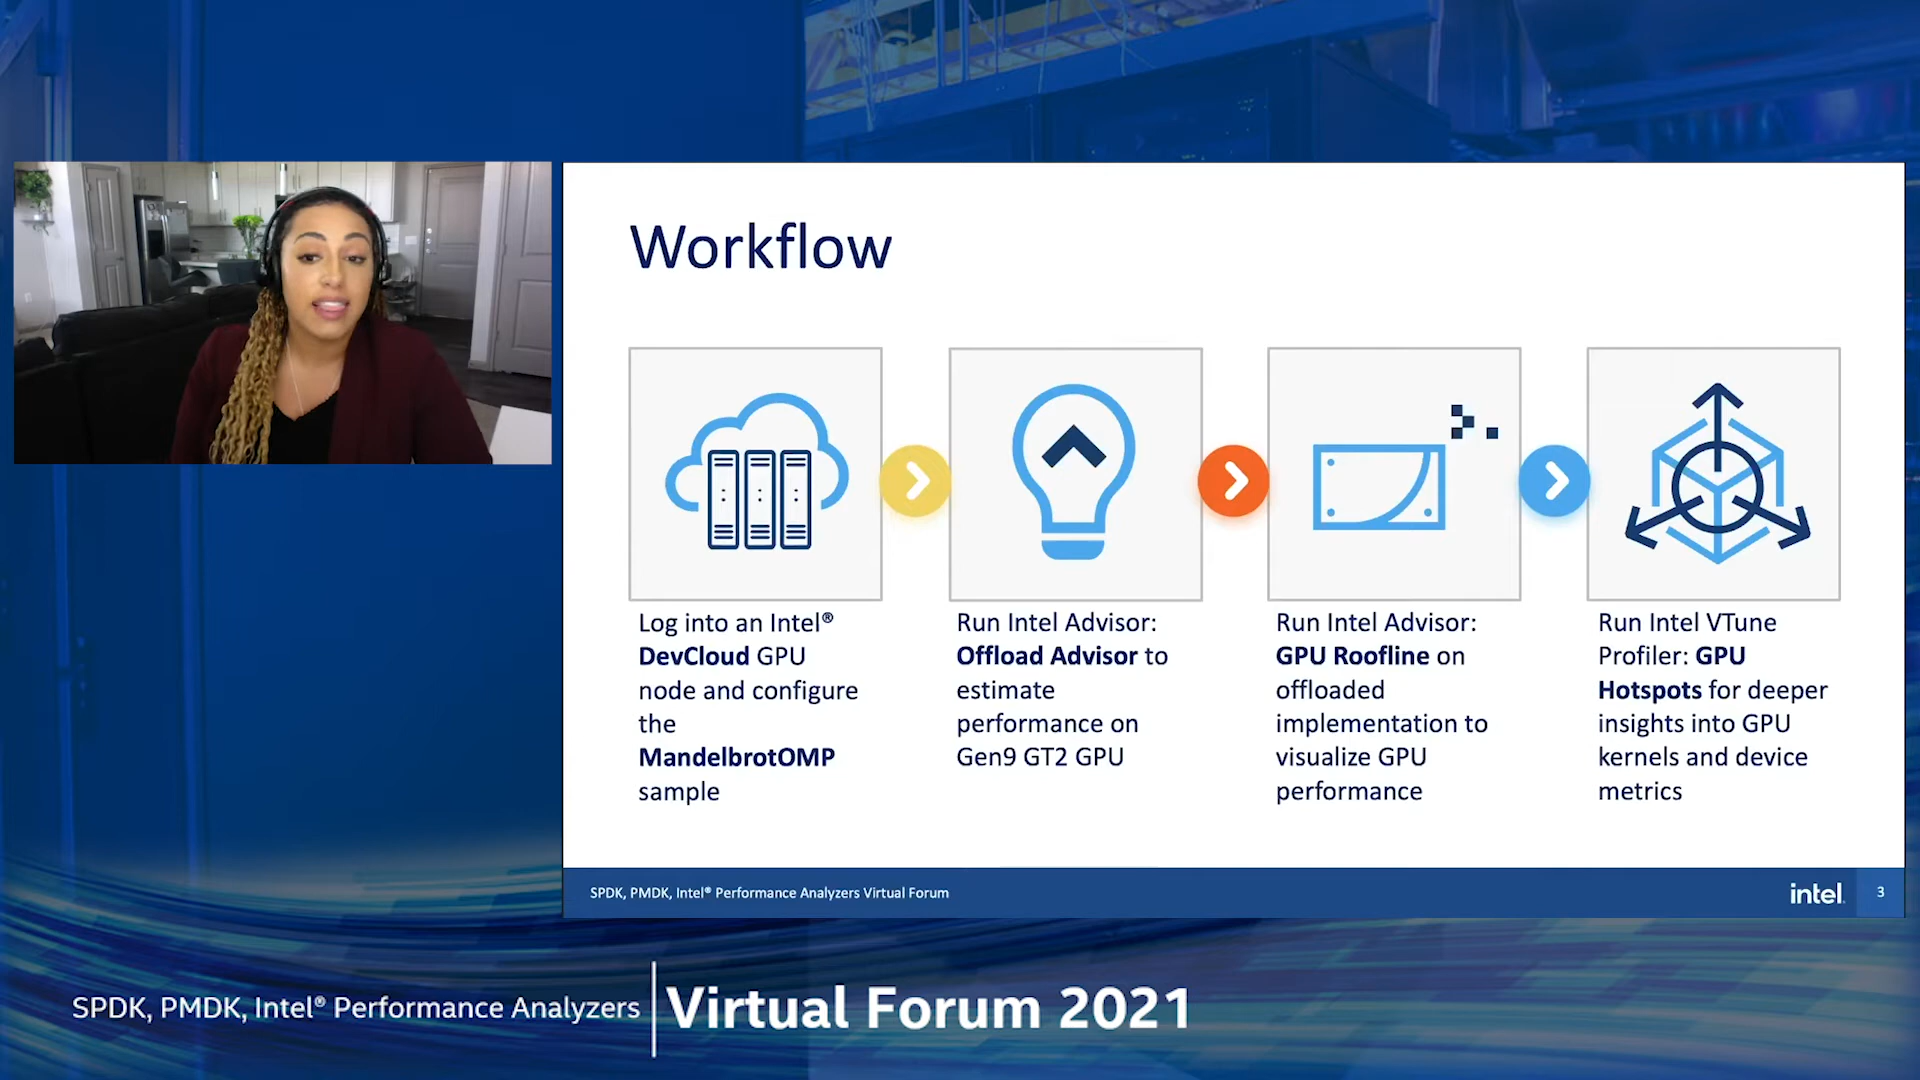 Workflow
Log into an Intel®
DevCloud GPU
node and configure
the
MandelbrotOMP
sample
Run Intel Advisor:
Offload Advisor to
estimate
performance on
Gen9 GT2 GPU
Run Intel Advisor:
GPU Roofline on
offloaded
implementation to
visualize GPU
performance
Run Intel VTune
Profiler: GPU
Hotspots for deeper
insights into GPU
kernels and device
metrics
SPDK, PMDK, Intel® Performance Analyzers Virtual Forum
intel.
3
SPDK, PMDK, Intel® Performance Analyzers
Virtual Forum 2021